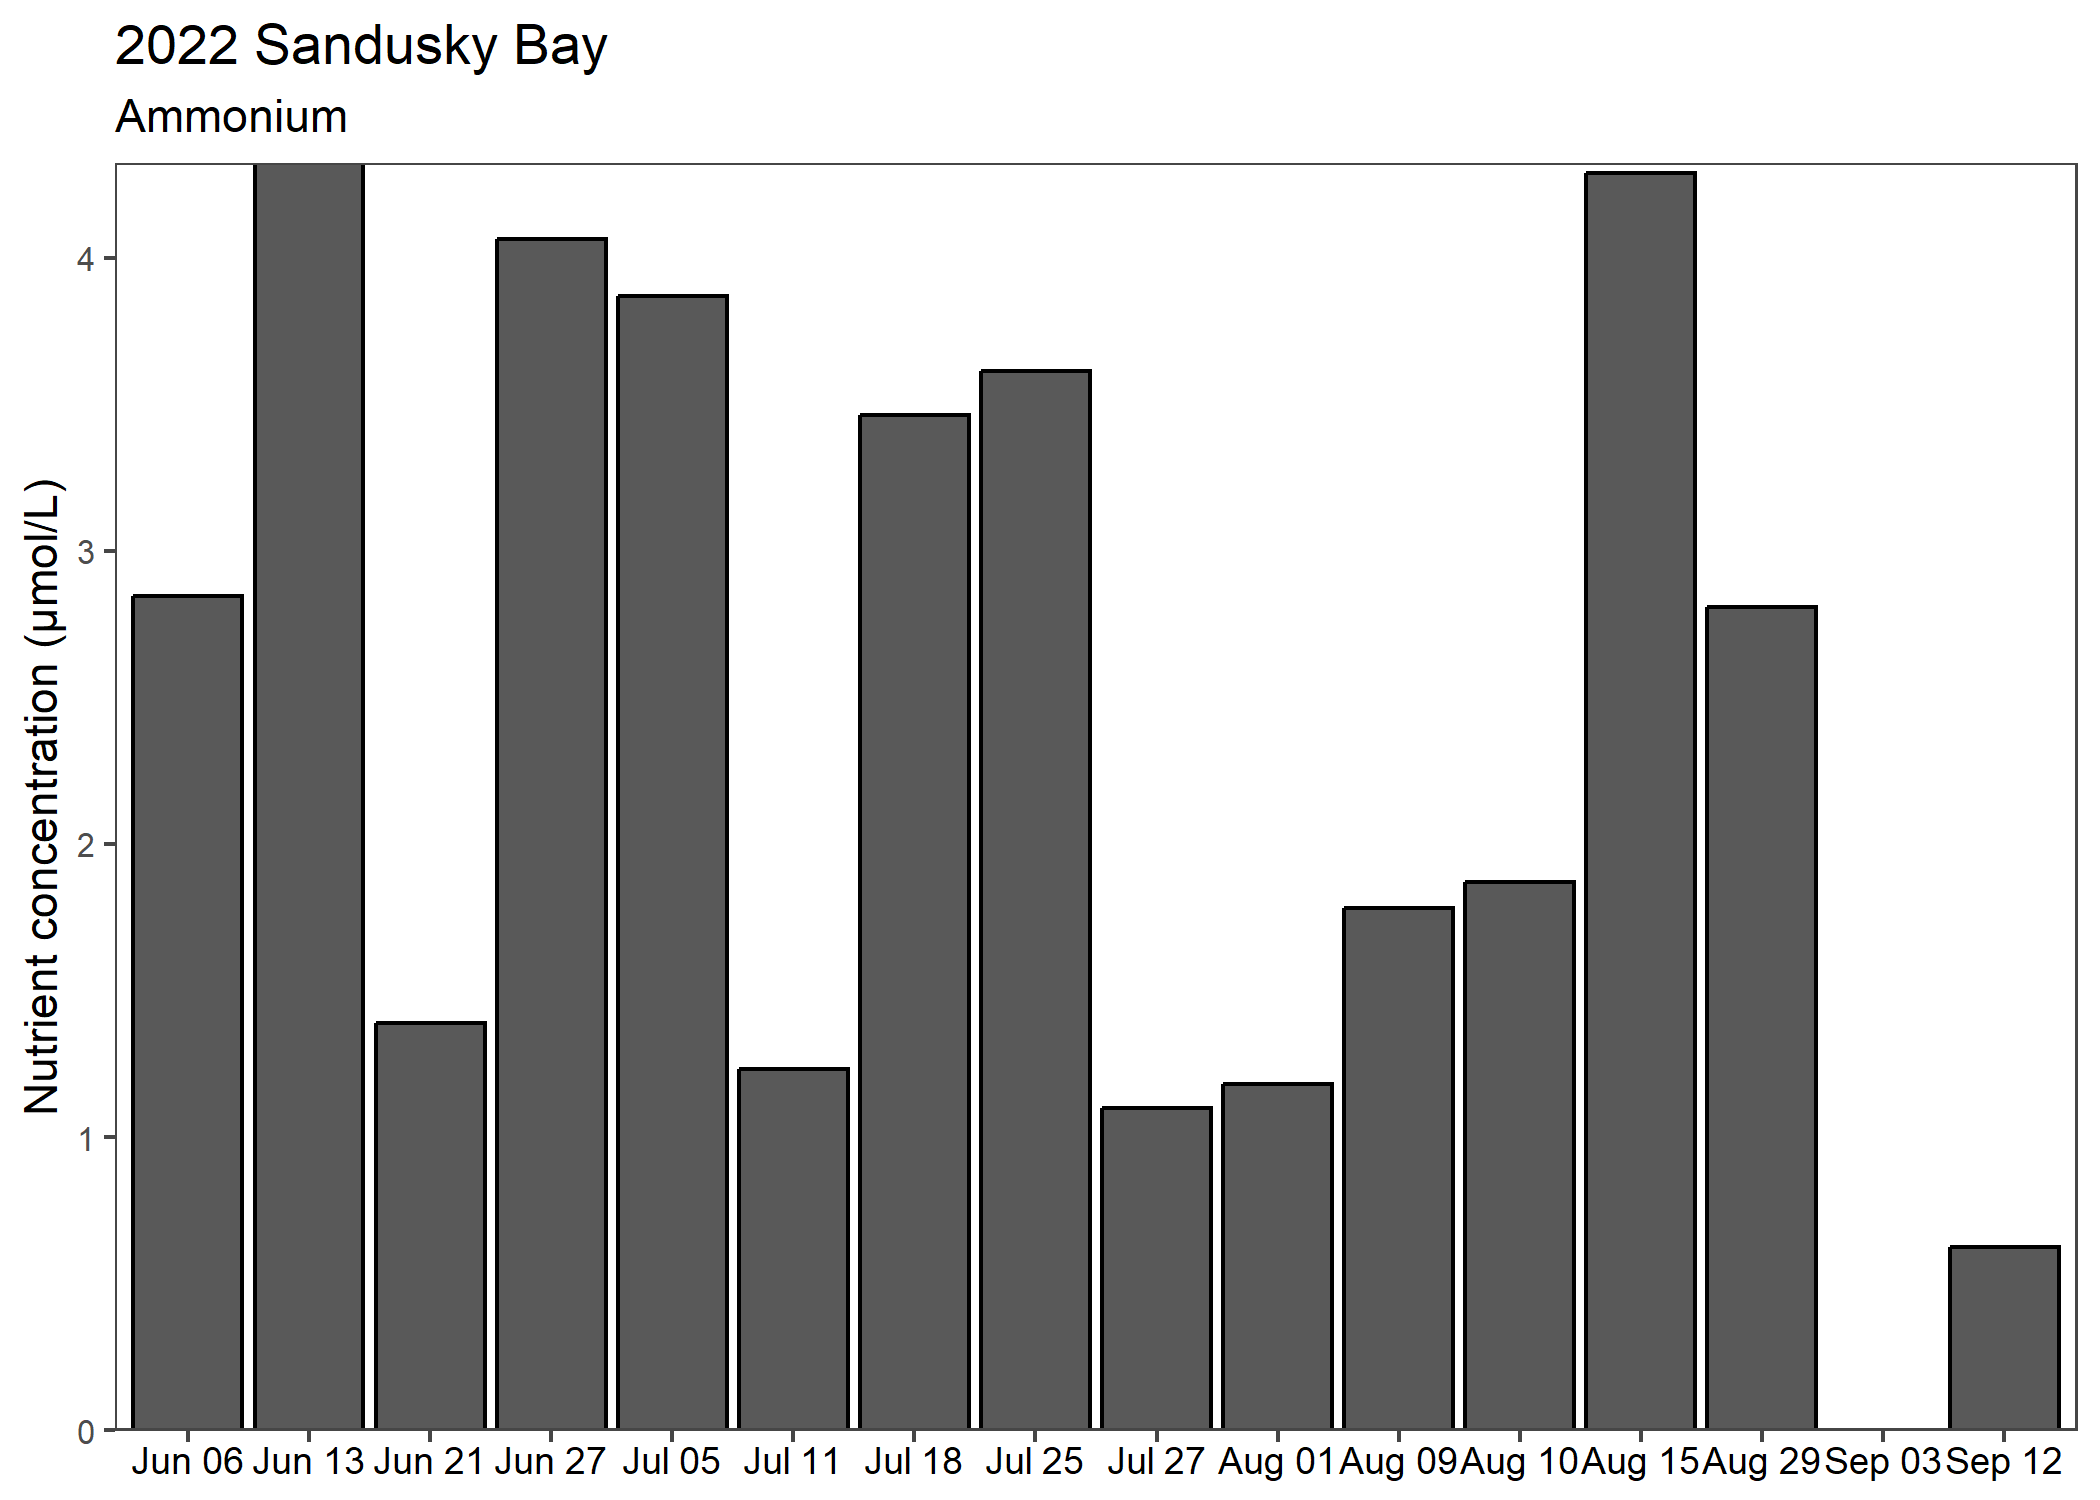 2022 Sandusky Bay
Ammonium
Nutrient concentration (µmol/L)
4
3
2
1
0
Jun 06 Jun 13 Jun 21 Jun 27 Jul 05 Jul 11 Jul 18 Jul 25 Jul 27 Aug 01 Aug 09 Aug 10 Aug 15 Aug 29 Sep 03 Sep 12